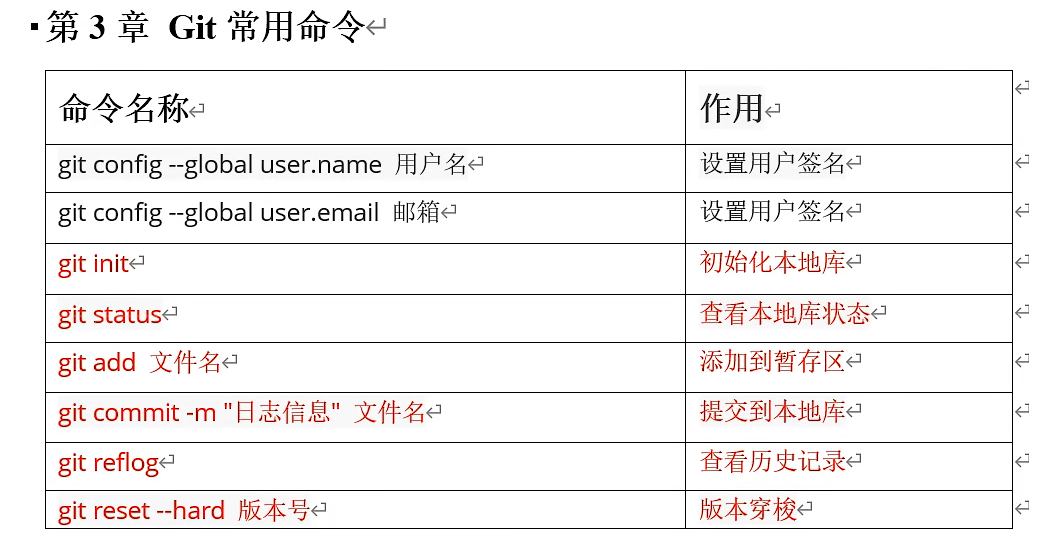 第 3 章 Git 常用命令
命令名称 作用
git config --global user.name 用户名 设置用户签名
git config --global user.email 邮箱 设置用户签名
git init 初始化本地库
git status 查看本地库状态
git add 文件名 添加到暂存区
git commit -m "日志信息" 文件名 提交到本地库
git reflog 查看历史记录
git reset --hard 版本号 版本穿梭